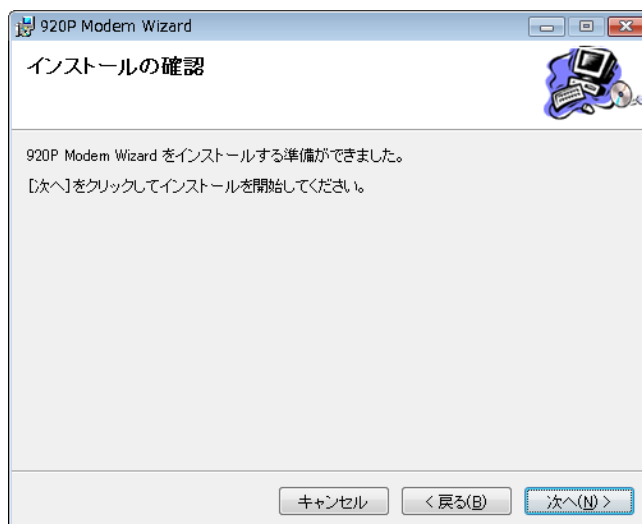 920P Modem Wizard
インストールの確認
920P Modem Wizard をインストールする準備ができました。
[次へ]をクリックしてインストールを開始してください。
キャンセル
< 戻る(B)
次へ(N) >